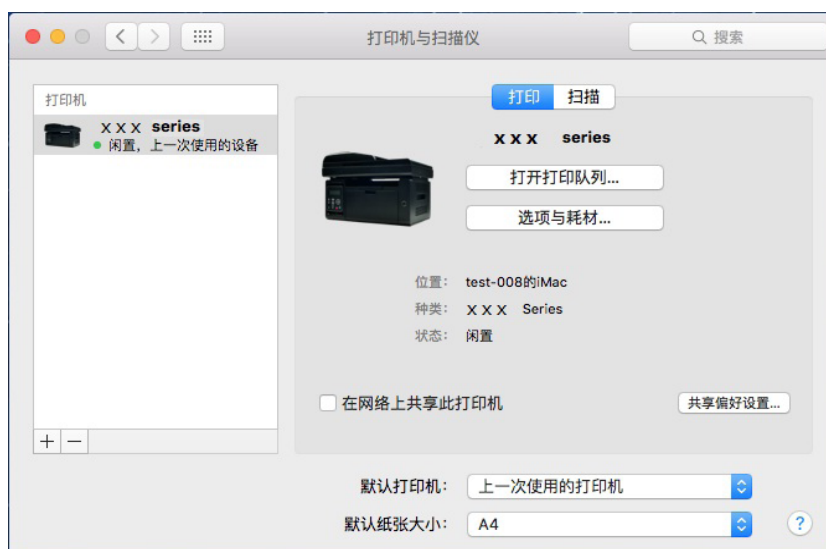 打印机与扫描仪
搜索
打印机
X X X series
闲置，上一次使用的设备
打印 扫描
X X X series
打开打印队列...
选项与耗材...
位置： test-008的iMac
种类： X X X Series
状态： 闲置
在网络上共享此打印机
共享偏好设置...
+ −
默认打印机： 上一次使用的打印机
默认纸张大小： A4
?